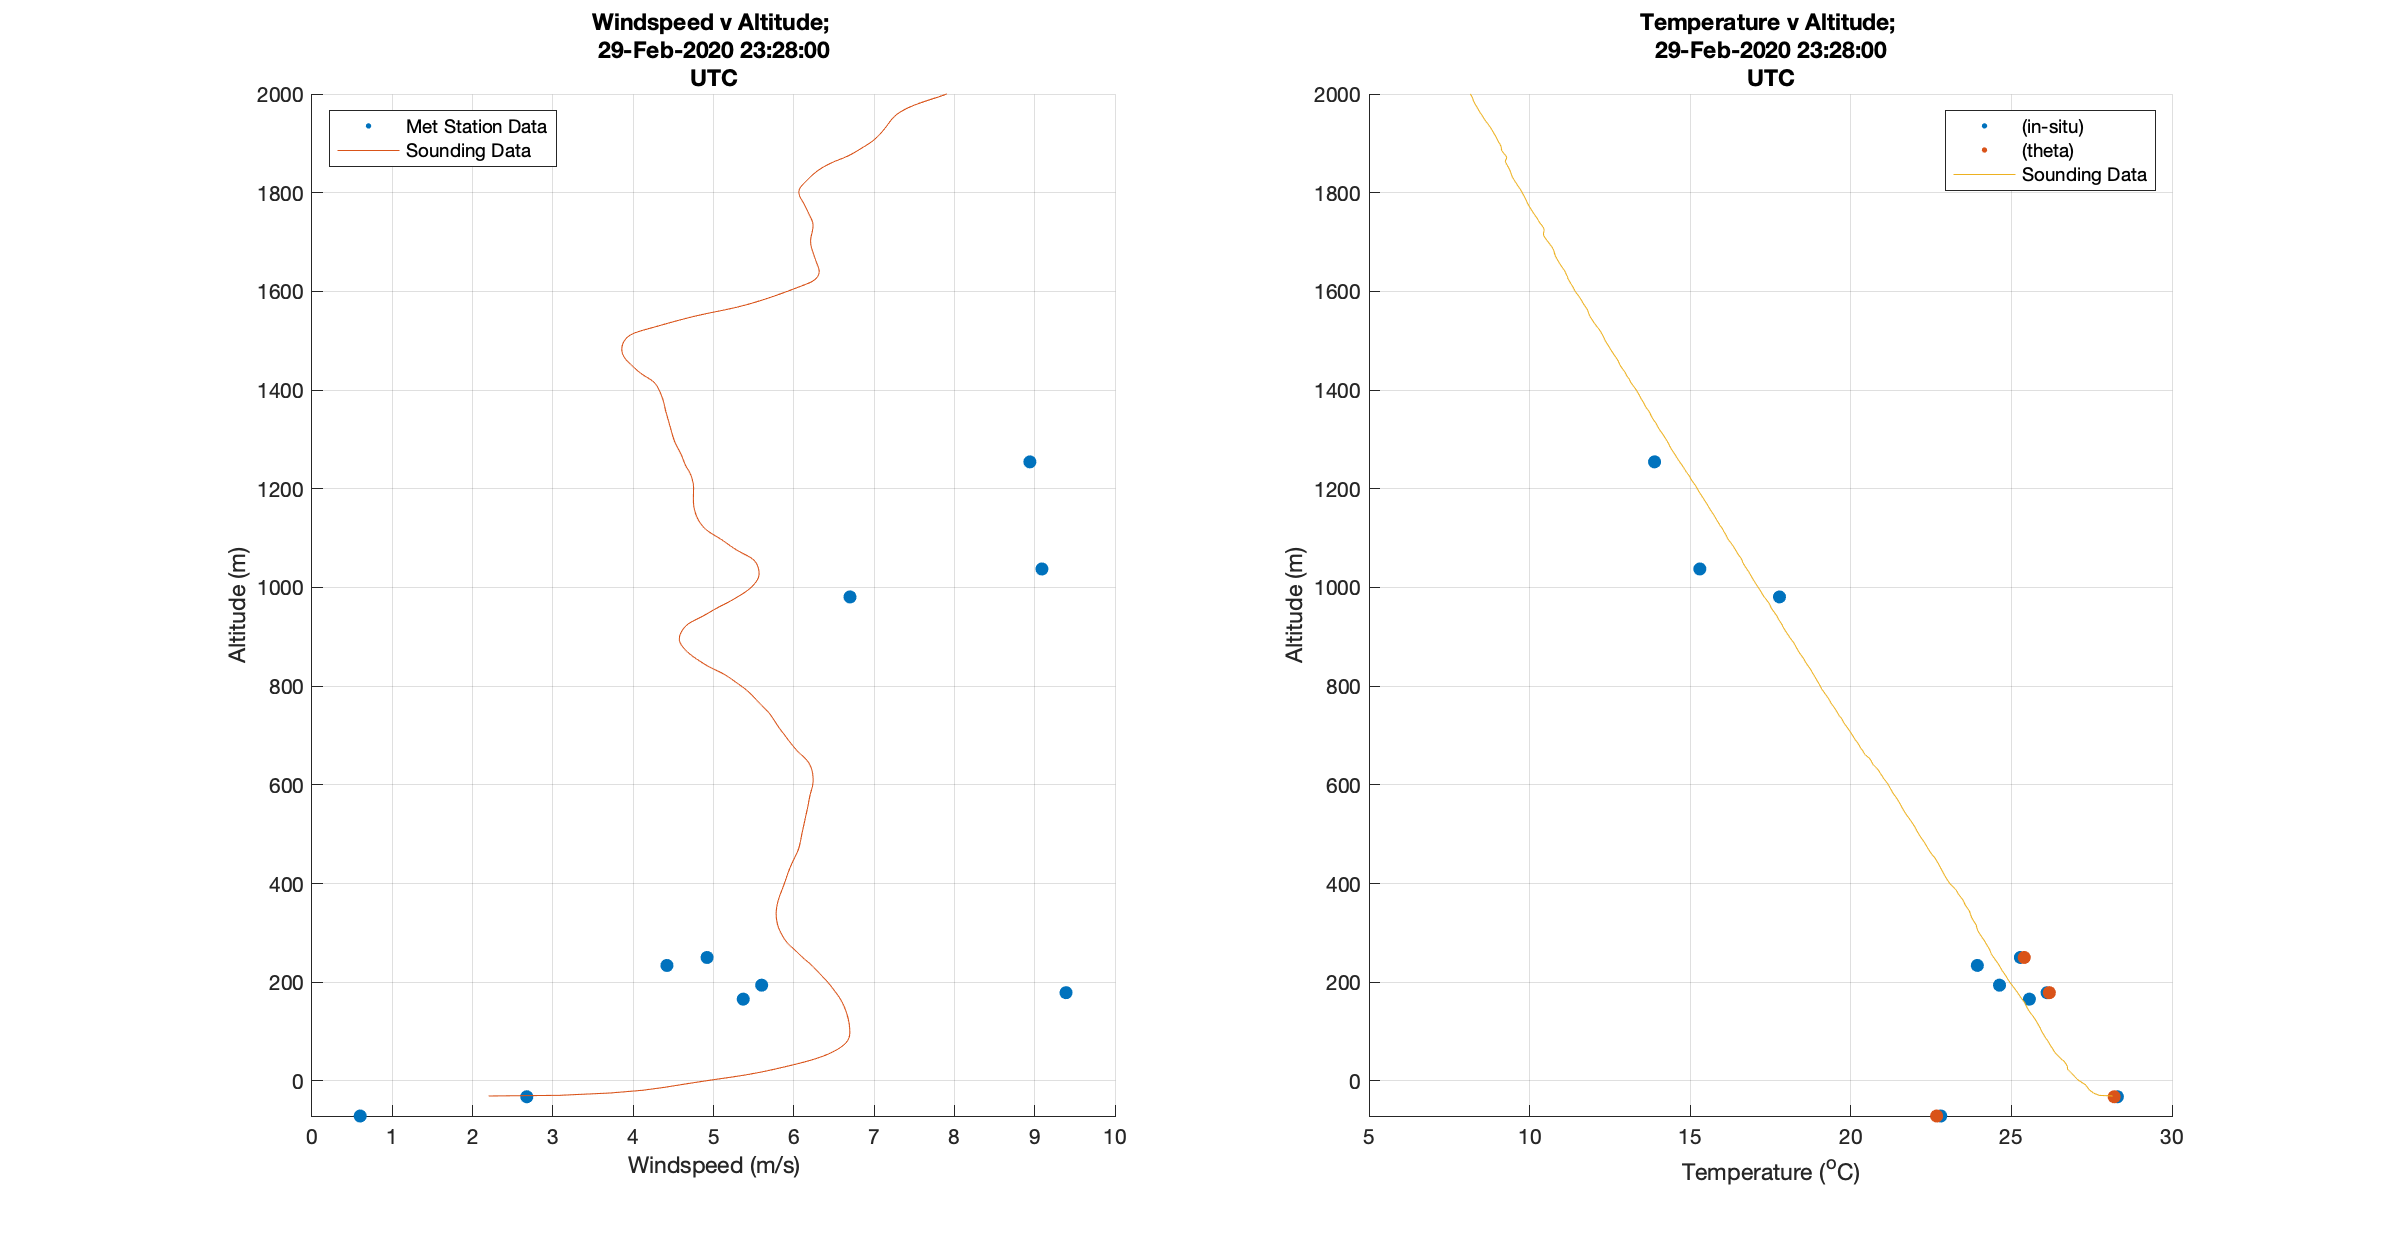 Windspeed v Altitude;
29-Feb-2020 23:28:00
UTC
2000
1800
1600
1400
1200
1000
800
600
400
200
0
Altitude (m)
Met Station Data
Sounding Data
0 1 2 3 4 5 6 7 8 9 10
Windspeed (m/s)
Temperature v Altitude;
29-Feb-2020 23:28:00
UTC
2000
1800
1600
1400
1200
1000
800
600
400
200
0
Altitude (m)
(in-situ)
(theta)
Sounding Data
5 10 15 20 25 30
Temperature (°C)